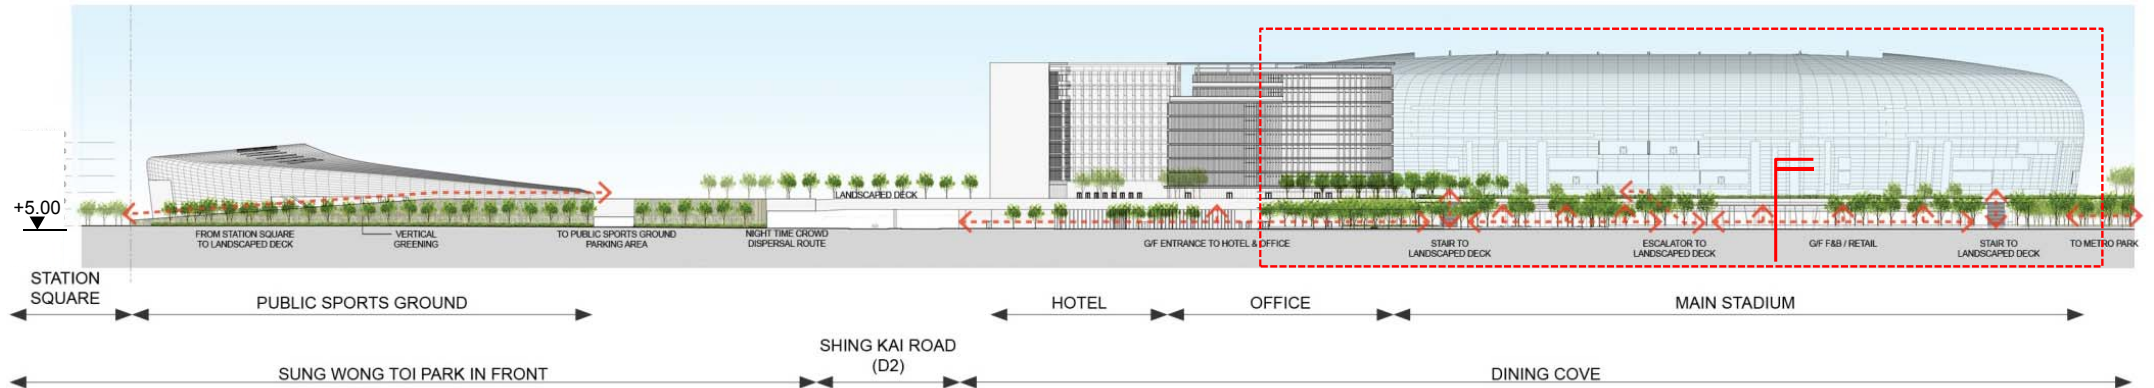 LANDSCAPED DECK
+5.00
FROM STATION SQUARE
TO LANDSCAPED DECK
VERTICAL
GREENING
TO PUBLIC SPORTS GROUND
PARKING AREA
NIGHT TIME CROWD
DISPERSAL ROUTE
G/F ENTRANCE TO HOTEL & OFFICE
STAIR TO
LANDSCAPED DECK
ESCALATOR TO
LANDSCAPED DECK
G/F F&B / RETAIL
STAIR TO
LANDSCAPED DECK
TO METRO PARK
STATION
SQUARE
PUBLIC SPORTS GROUND
HOTEL
OFFICE
MAIN STADIUM
SHING KAI ROAD
(D2)
SUNG WONG TOI PARK IN FRONT
DINING COVE